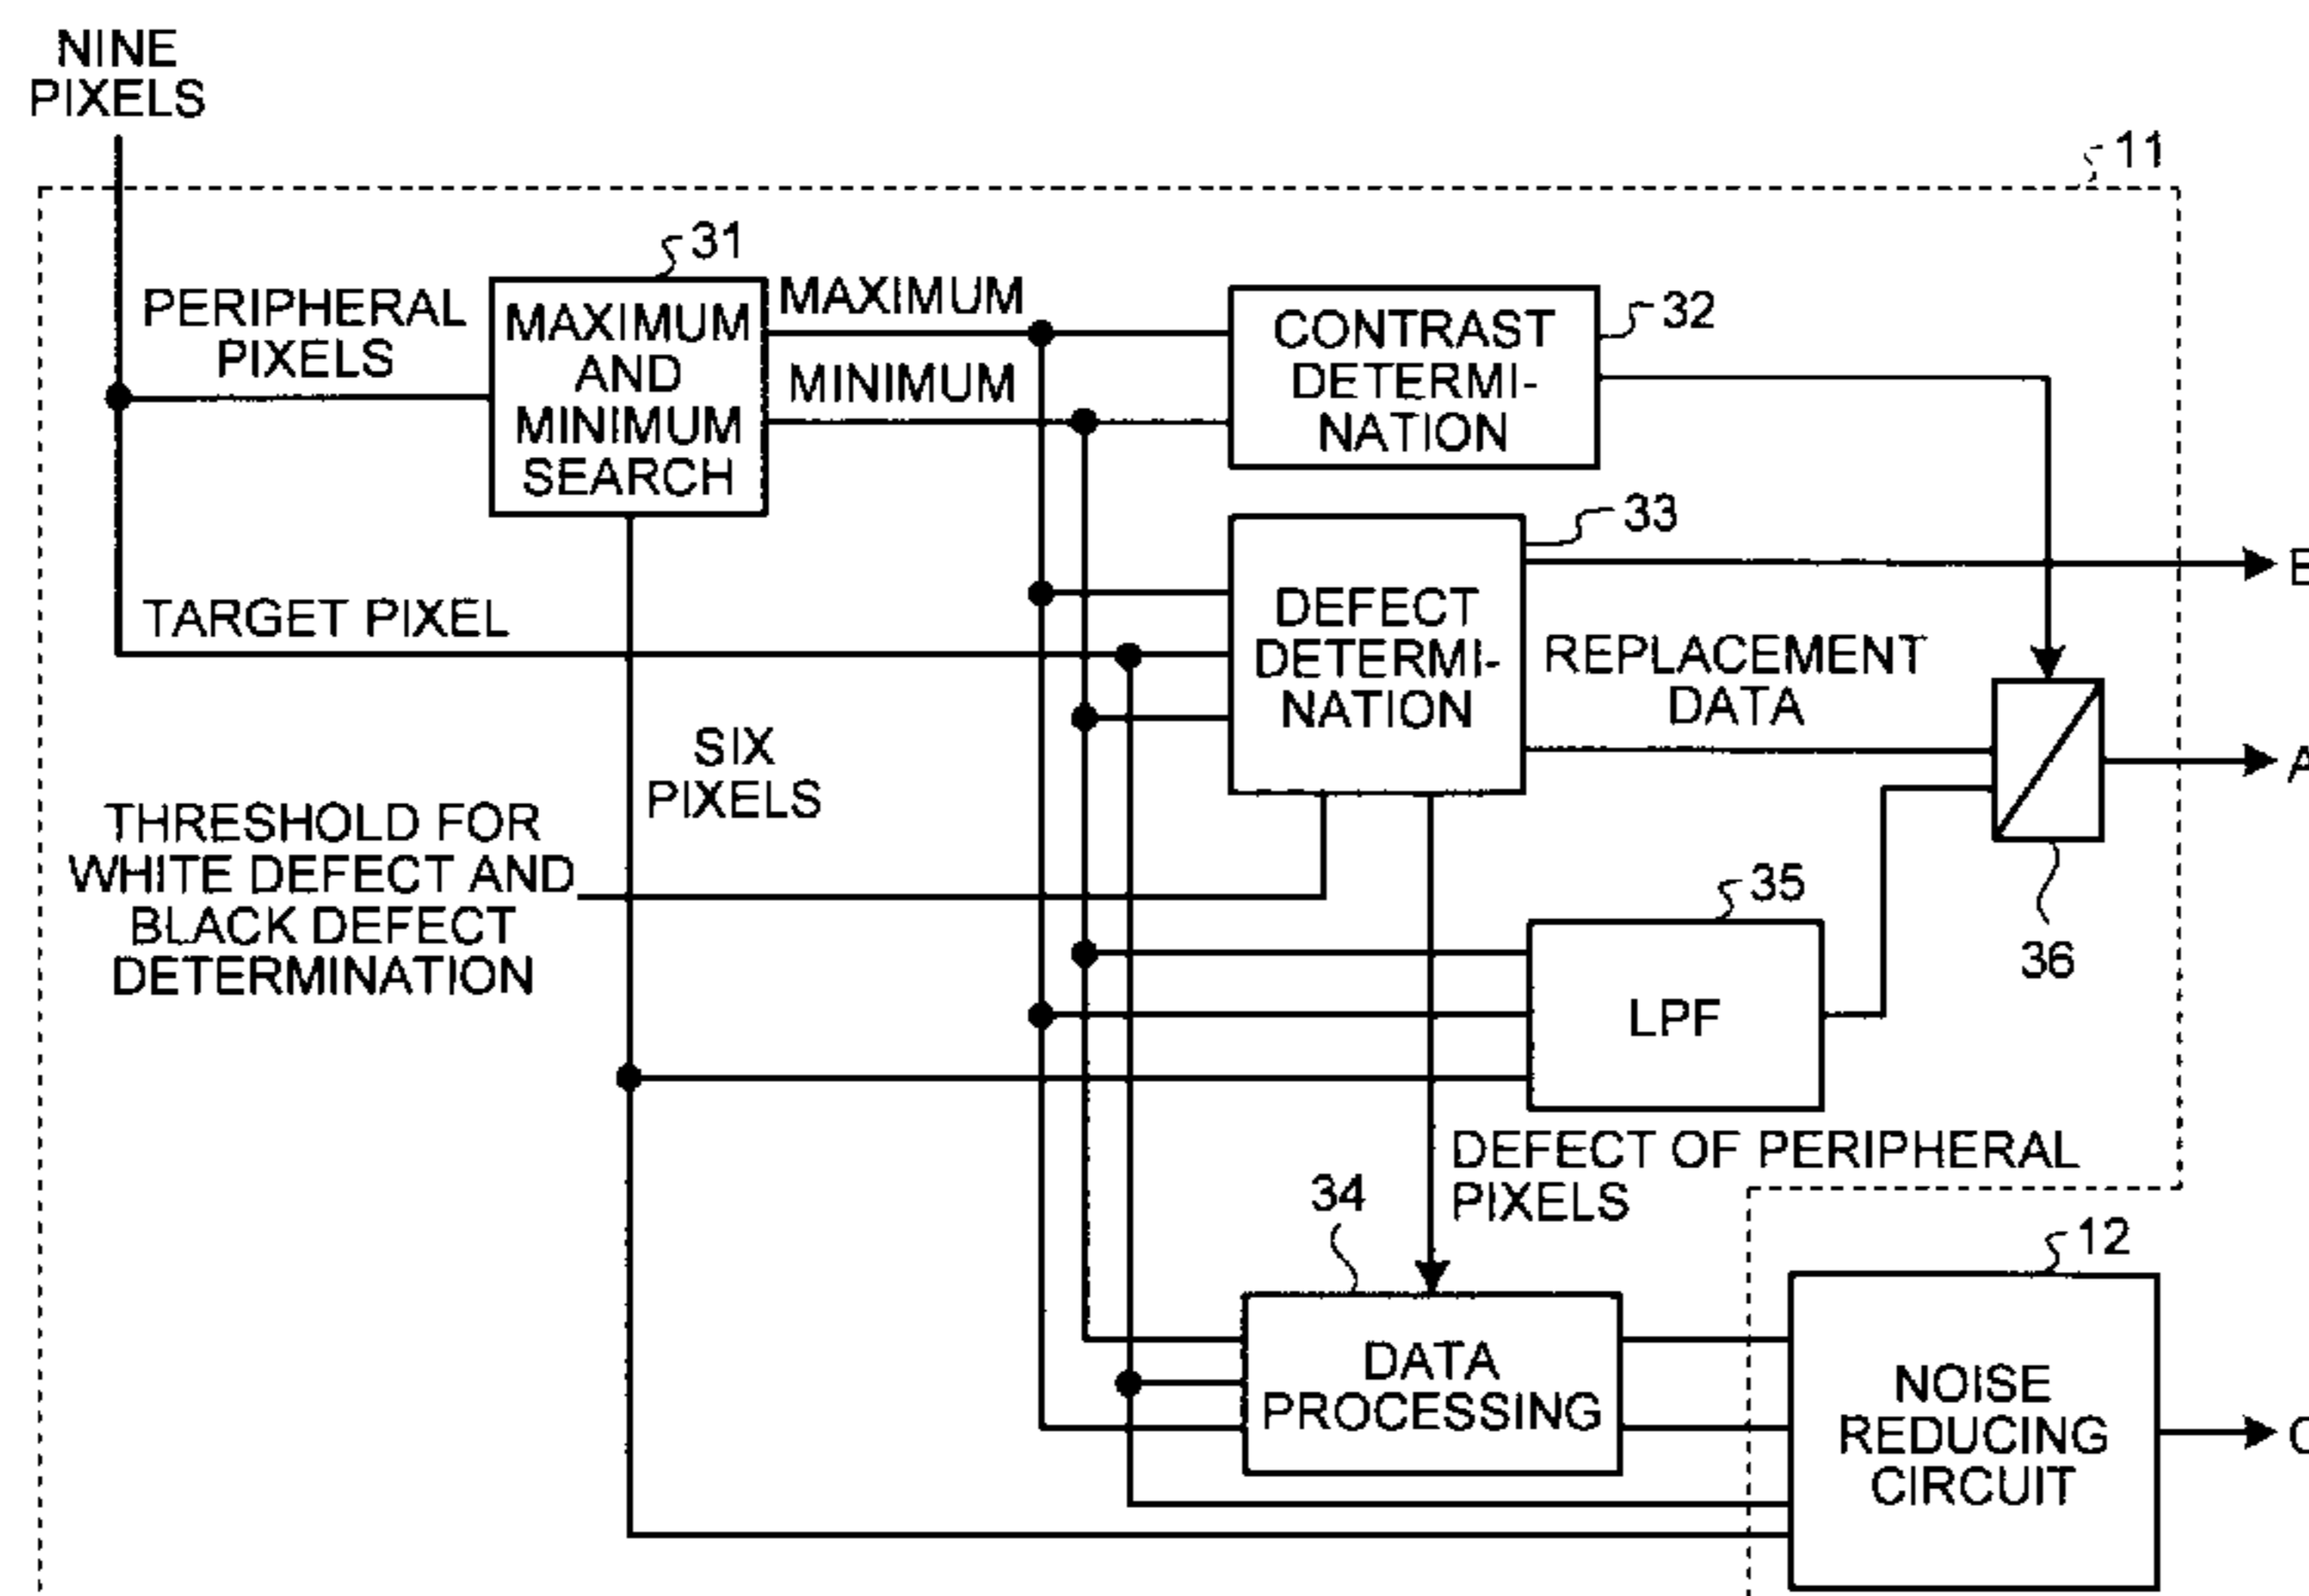 NINE
PIXELS
11
31
PERIPHERAL
PIXELS
MAXIMUM
AND
MINIMUM
SEARCH
MAXIMUM
MINIMUM
CONTRAST
DETERMI-
NATION
32
33
TARGET PIXEL
DEFECT
DETERMI-
NATION
REPLACEMENT
DATA
A
SIX
PIXELS
THRESHOLD FOR
WHITE DEFECT AND
BLACK DEFECT
DETERMINATION
35
36
LPF
DEFECT OF PERIPHERAL
PIXELS
34
12
DATA
PROCESSING
NOISE
REDUCING
CIRCUIT